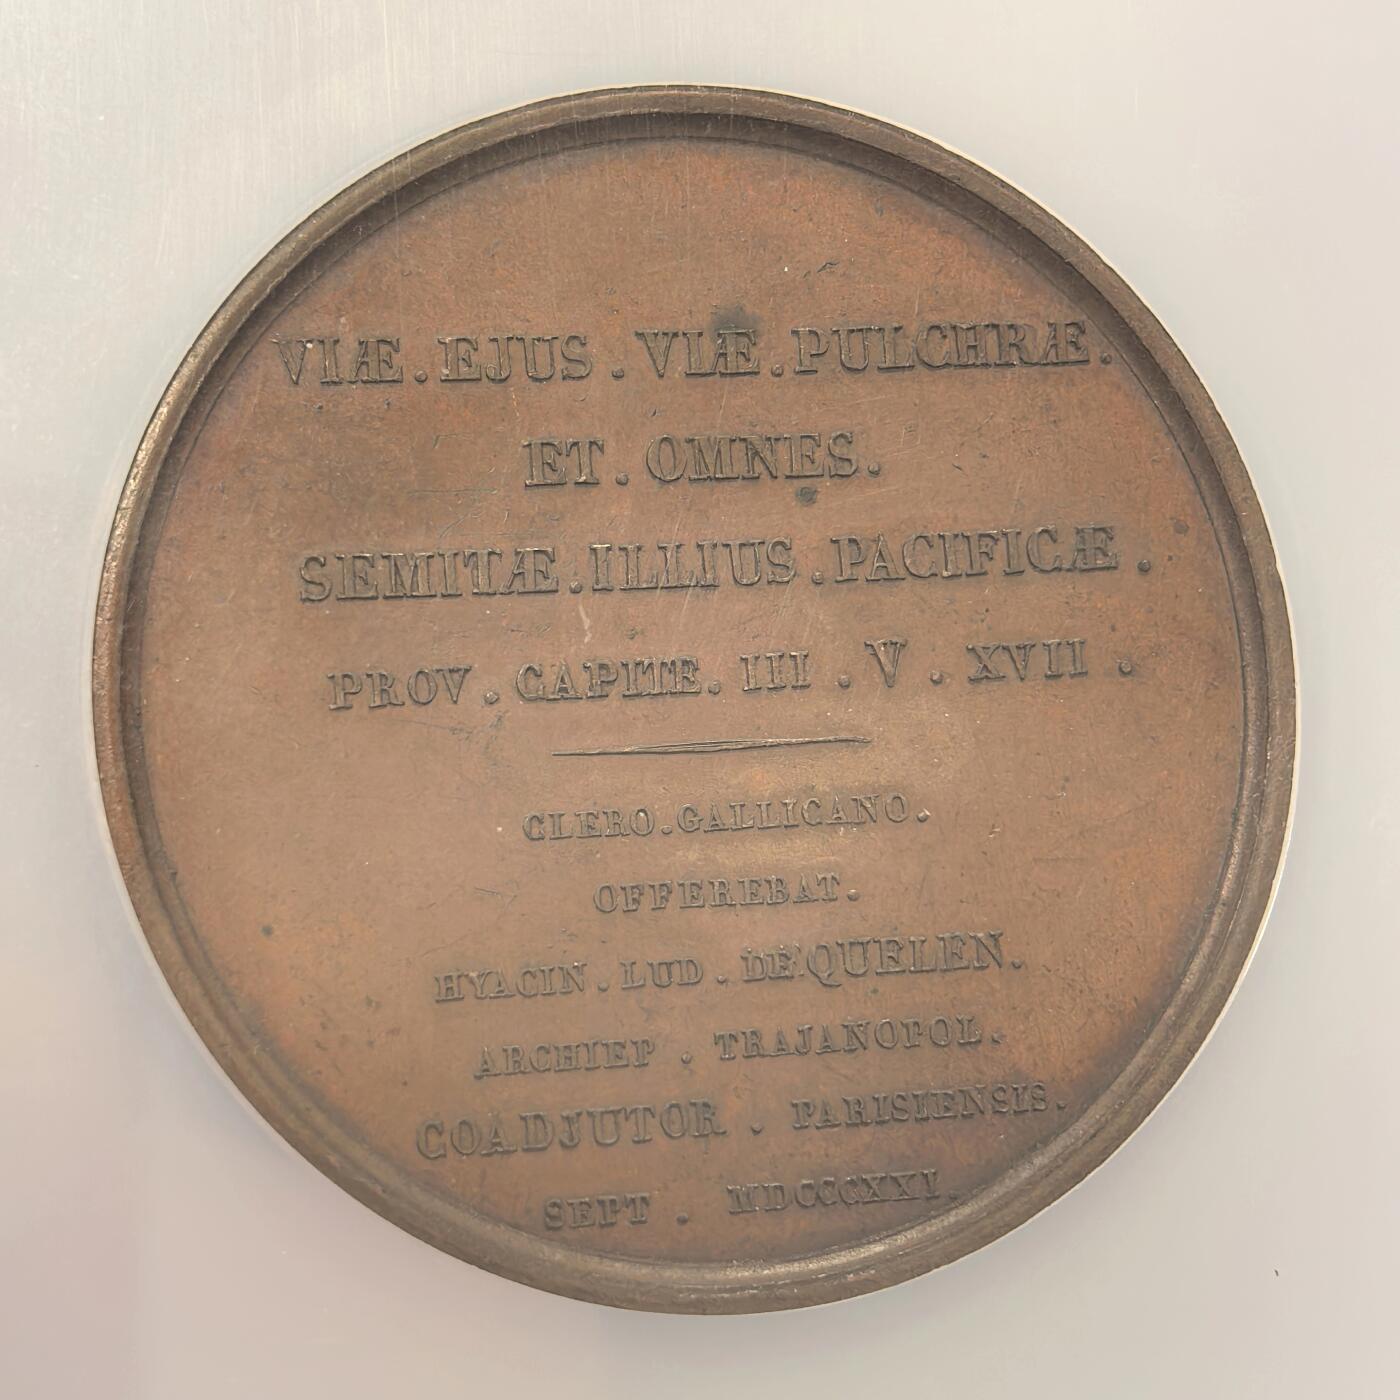 VIÆ . EJUS . VIÆ . PULCHRÆ .
ET . OMNES .
SEMITÆ . ILLIUS . PACIFICÆ .
PROV . CAPITE . III . V . XVII .
CLERO . GALLICANO .
OFFEREBAT .
HYACIN . LUD . DE QUELEN .
ARCHIEP . TRAJANOPOL .
COADJUTOR . PARISIENSIS .
SEPT . MDCCCXXI .